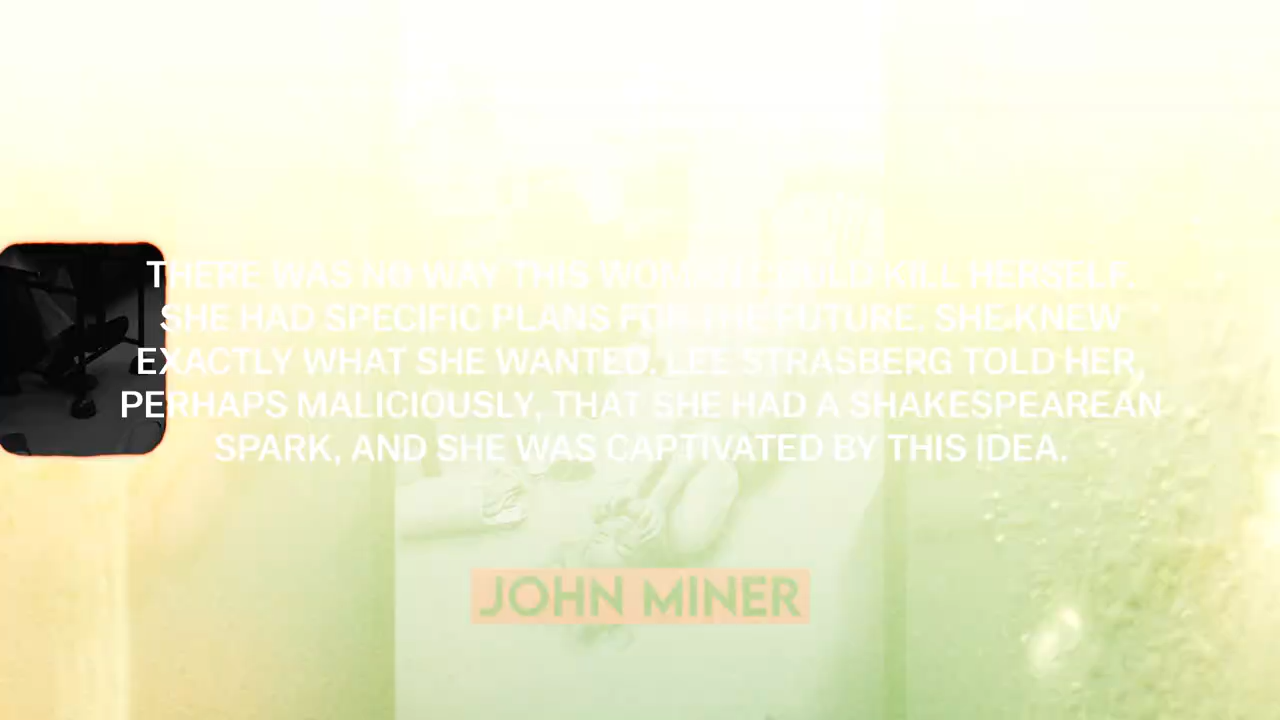 THERE WAS NO WAY THIS WOMAN COULD KILL HERSELF.
SHE HAD SPECIFIC PLANS FOR THE FUTURE. SHE KNEW
EXACTLY WHAT SHE WANTED. LEE STRASBERG TOLD HER,
PERHAPS MALICIOUSLY, THAT SHE HAD A SHAKESPEAREAN
SPARK, AND SHE WAS CAPTIVATED BY THIS IDEA.
JOHN MINER